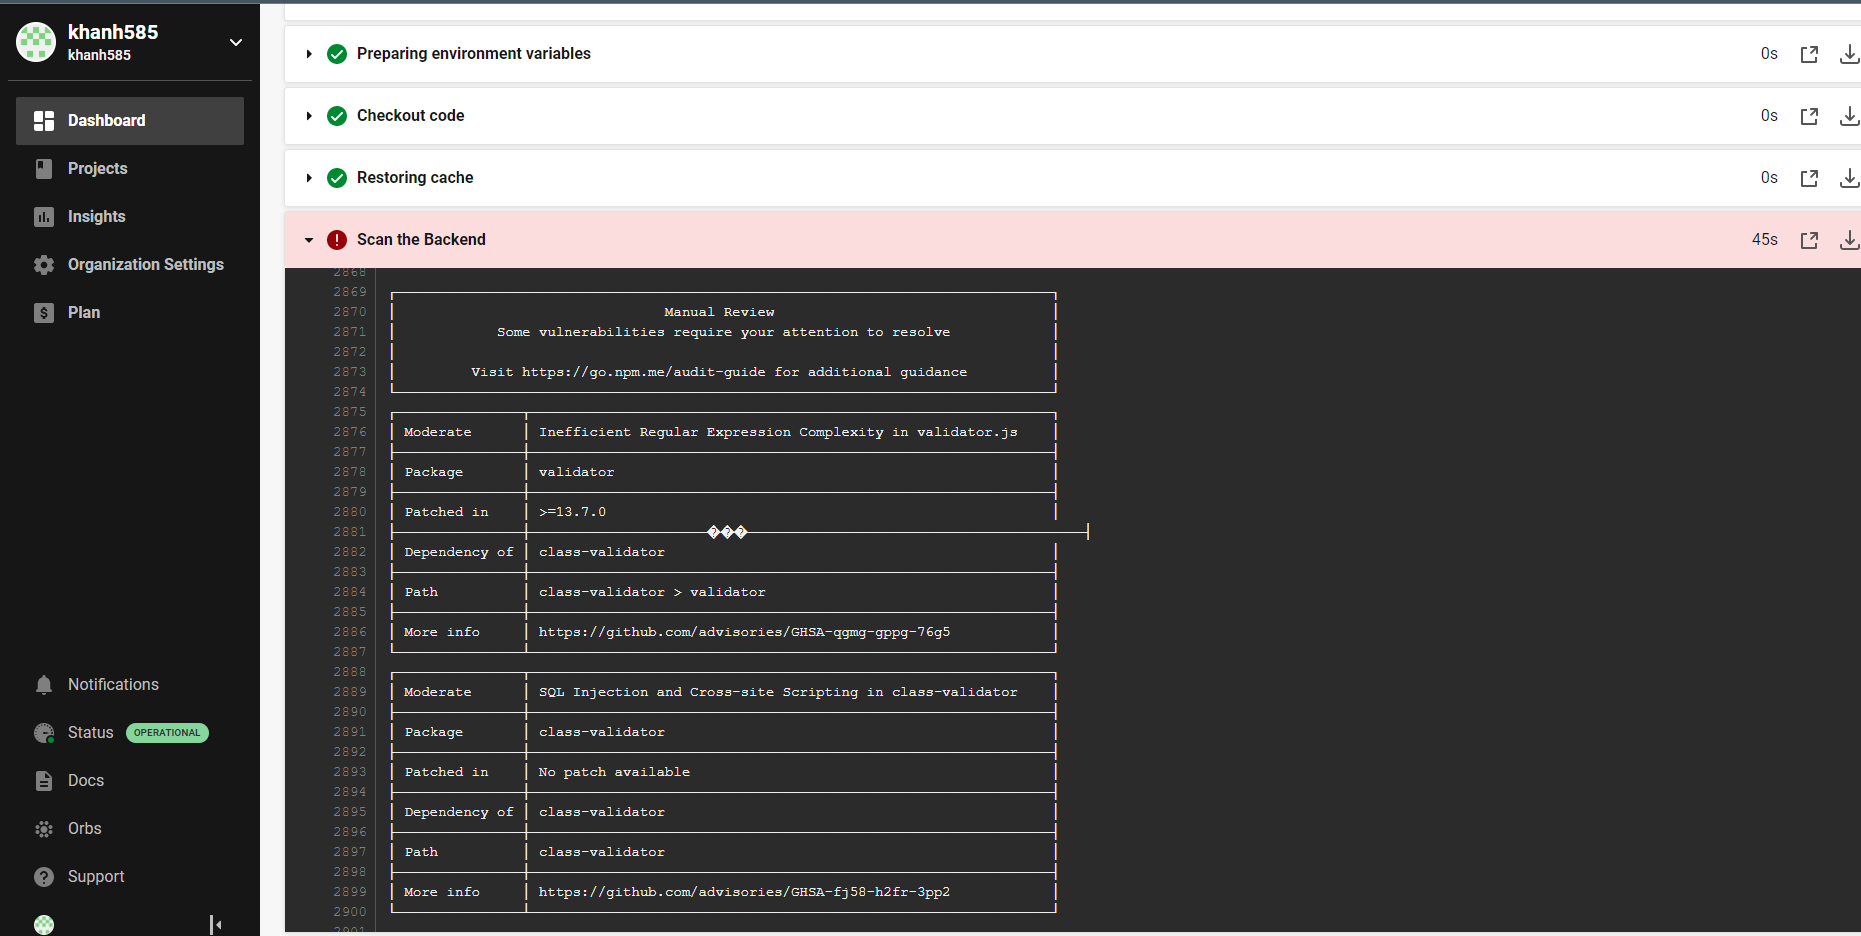 khanh585
khanh585
Dashboard
Projects
Insights
Organization Settings
Plan
Notifications
Status OPERATIONAL
Docs
Orbs
Support
Preparing environment variables 0s
Checkout code 0s
Restoring cache 0s
Scan the Backend 45s
2868
2869
2870 Manual Review
2871 Some vulnerabilities require your attention to resolve
2872
2873 Visit https://go.npm.me/audit-guide for additional guidance
2874
2875
2876 Moderate Inefficient Regular Expression Complexity in validator.js
2877
2878 Package validator
2879
2880 Patched in >=13.7.0
2881 ���
2882 Dependency of class-validator
2883
2884 Path class-validator > validator
2885
2886 More info https://github.com/advisories/GHSA-qgmg-gppg-76g5
2887
2888
2889 Moderate SQL Injection and Cross-site Scripting in class-validator
2890
2891 Package class-validator
2892
2893 Patched in No patch available
2894
2895 Dependency of class-validator
2896
2897 Path class-validator
2898
2899 More info https://github.com/advisories/GHSA-fj58-h2fr-3pp2
2900
2901